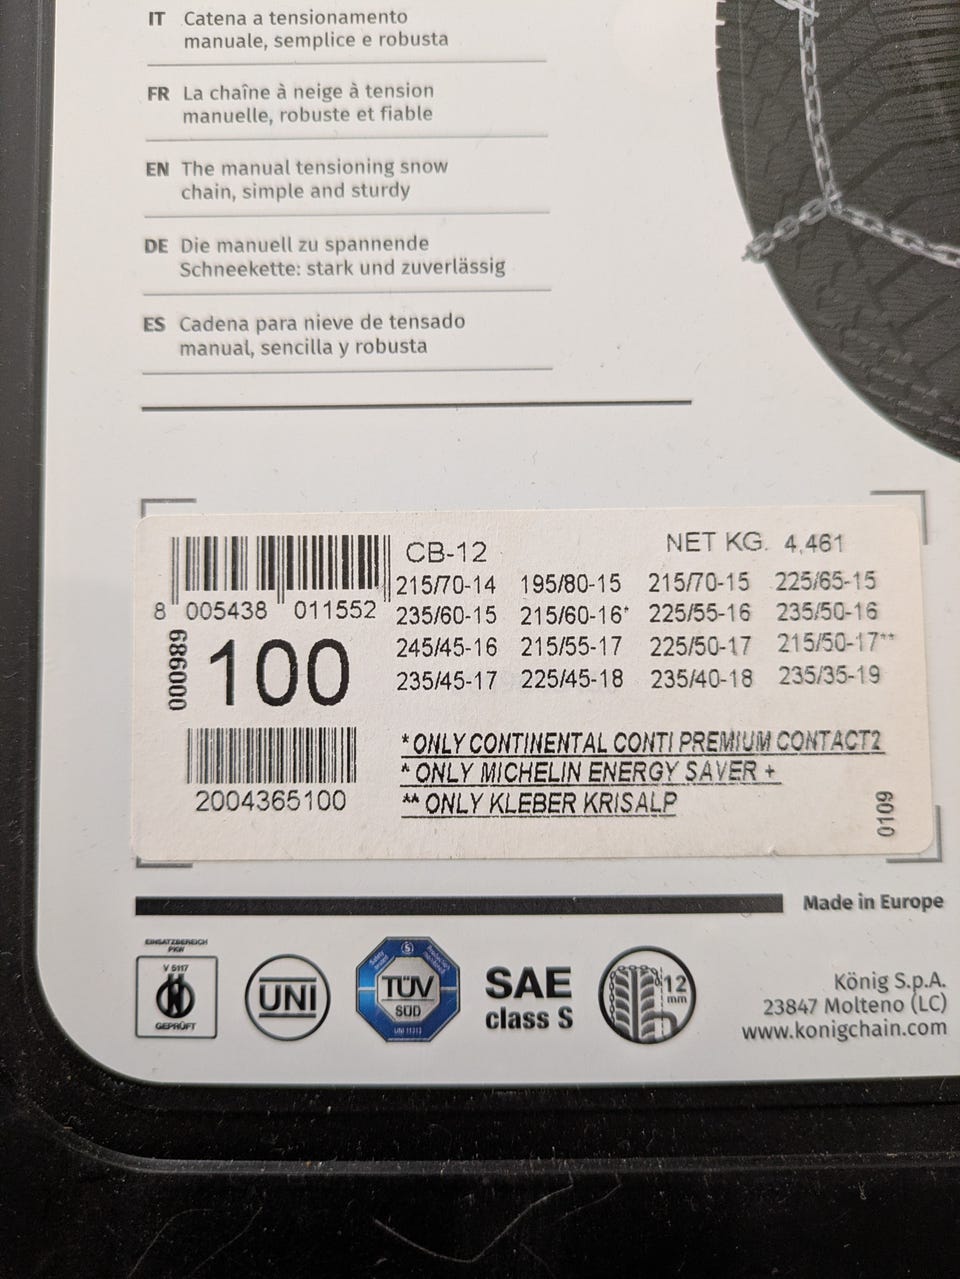 IT Catena a tensionamento
manuale, semplice e robusta
FR La chaîne à neige à tension
manuelle, robuste et fiable
EN The manual tensioning snow
chain, simple and sturdy
DE Die manuell zu spannende
Schneekette: stark und zuverlässig
ES Cadena para nieve de tensado
manual, sencilla y robusta
CB-12 NET KG. 4,461
215/70-14 195/80-15 215/70-15 225/65-15
235/60-15 215/60-16* 225/55-16 235/50-16
245/45-16 215/55-17 225/50-17 215/50-17**
235/45-17 225/45-18 235/40-18 235/35-19
8 005438 011552
000989
100
2004365100
*ONLY CONTINENTAL CONTI PREMIUM CONTACT2
* ONLY MICHELIN ENERGY SAVER +
** ONLY KLEBER KRISALP
0109
Made in Europe
EINSATZBEREICH
PKW
V 5117
GEPRÜFT
UNI
TÜV
SÜD
UNI 11313
SAE
class S
12
mm
König S.p.A.
23847 Molteno (LC)
www.konigchain.com